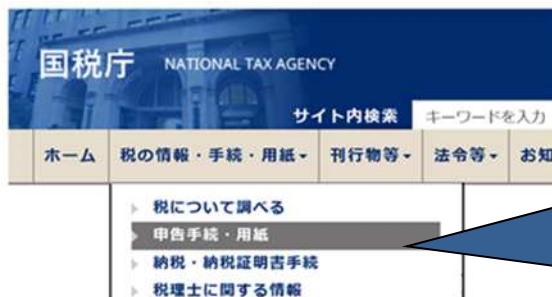 国税庁 NATIONAL TAX AGENCY
サイト内検索 キーワードを入力
ホーム 税の情報・手続・用紙 刊行物等 法令等 お知
税について調べる
申告手続・用紙
納税・納税証明書手続
税理士に関する情報